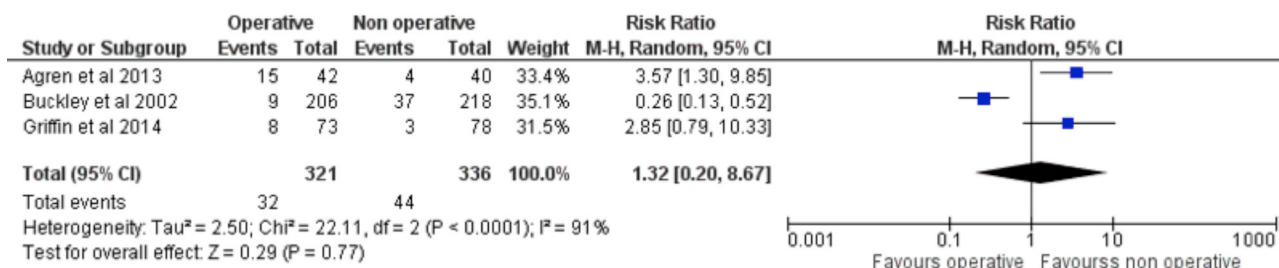 Operative Non operative Risk Ratio Risk Ratio
Study or Subgroup Events Total Events Total Weight M-H, Random, 95% CI M-H, Random, 95% CI
Agren et al 2013 15 42 4 40 33.4% 3.57 [1.30, 9.85]
Buckley et al 2002 9 206 37 218 35.1% 0.26 [0.13, 0.52]
Griffin et al 2014 8 73 3 78 31.5% 2.85 [0.79, 10.33]
Total (95% CI) 321 336 100.0% 1.32 [0.20, 8.67]
Total events 32 44
Heterogeneity: Tau² = 2.50; Chi² = 22.11, df = 2 (P < 0.0001); I² = 91%
Test for overall effect: Z = 0.29 (P = 0.77)
0.001 0.1 1 10 1000
Favours operative Favourss non operative